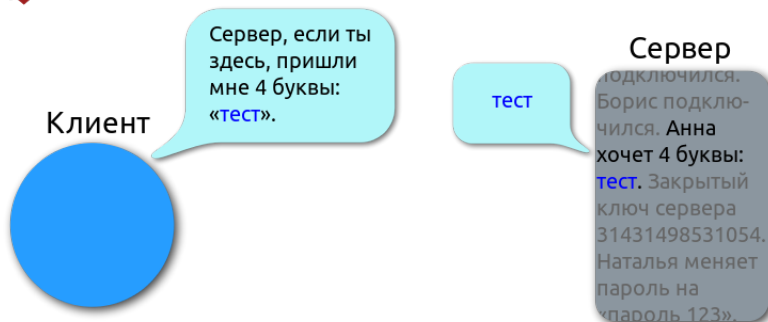 Сервер, если ты
здесь, пришли
мне 4 буквы:
«тест».
Клиент
тест
Сервер
подключился.
Борис подклю-
чился. Анна
хочет 4 буквы:
тест. Закрытый
ключ сервера
31431498531054.
Наталья меняет
пароль на
«пароль 123».